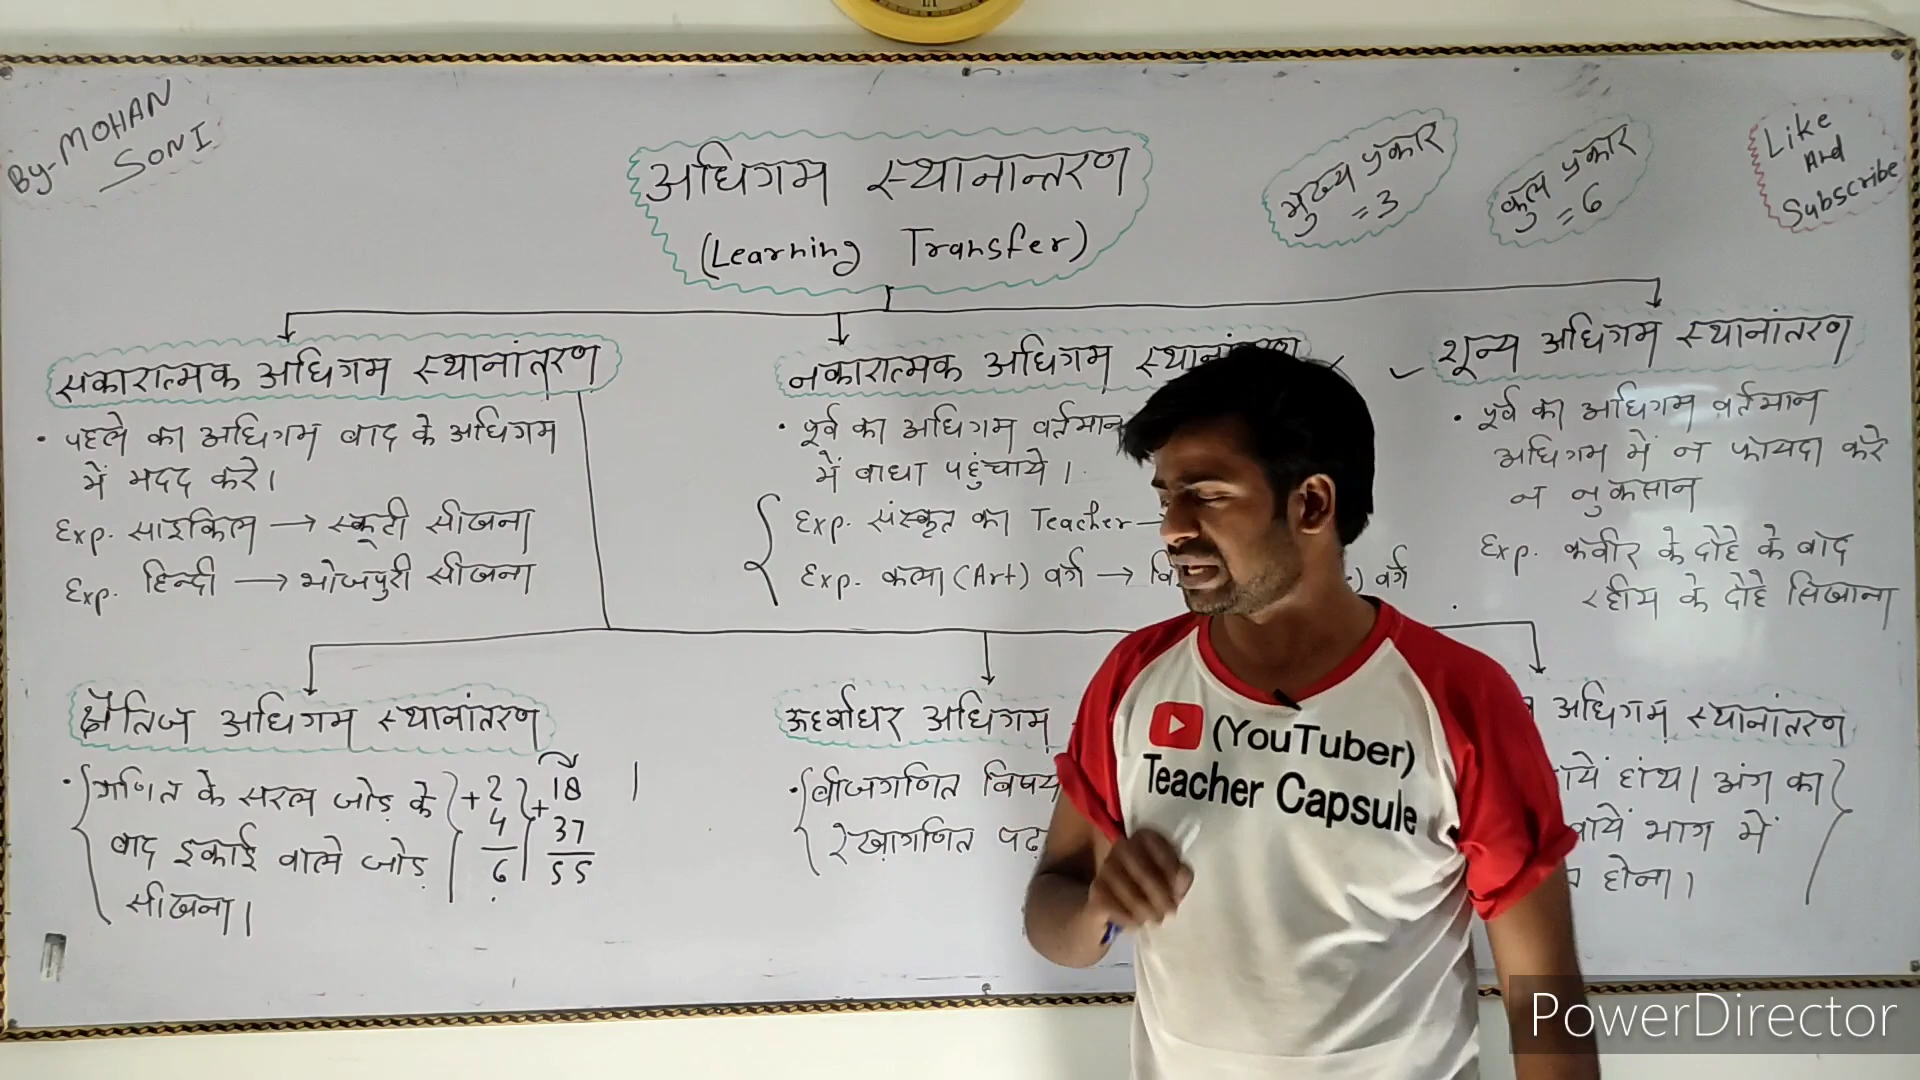 By-MOHAN
SONI
अधिगम स्थानान्तरण
(Learning Transfer)
मुख्य प्रकार
=3
कुल प्रकार
=6
Like
And
Subscribe
सकारात्मक अधिगम स्थानांतरण
• पहले का अधिगम बाद के अधिगम
में मदद करे।
Exp. साइकिल → स्कूटी सीखना
Exp. हिन्दी → भोजपुरी सीखना
नकारात्मक अधिगम स्थानांतरण
• पूर्व का अधिगम वर्तमान
में बाधा पहुंचाये।
Exp. संस्कृत का Teacher
Exp. कला (Art) वर्ग → वर्ग
शून्य अधिगम स्थानांतरण
• पूर्व का अधिगम वर्तमान
अधिगम में न फायदा करे
न नुकसान
Exp. कबीर के दोहे के बाद
रहीम के दोहे सिखाना
क्षैतिज अधिगम स्थानांतरण
• गणित के सरल जोड़ के
बाद इकाई वाले जोड़
सीखना।
+2
4
6
18
+
37
55
ऊर्ध्वाधर अधिगम
• बीजगणित विषय
रेखागणित
अधिगम स्थानांतरण
अंग का
बायें भाग में
होना।
(YouTuber)
Teacher Capsule
PowerDirector